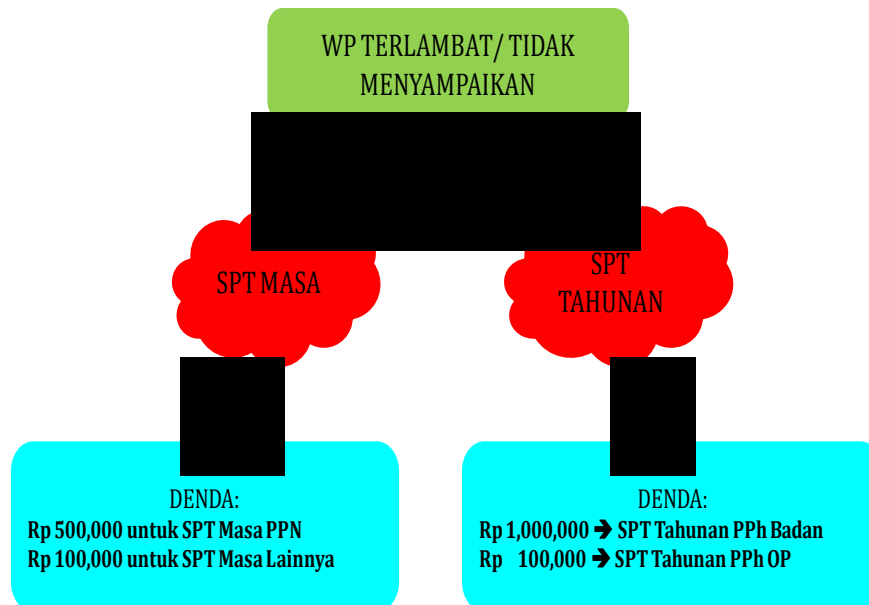 WP TERLAMBAT/ TIDAK
MENYAMPAIKAN
SPT MASA
SPT
TAHUNAN
DENDA:
Rp 500,000 untuk SPT Masa PPN
Rp 100,000 untuk SPT Masa Lainnya
DENDA:
Rp 1,000,000 ➔ SPT Tahunan PPh Badan
Rp 100,000 ➔ SPT Tahunan PPh OP